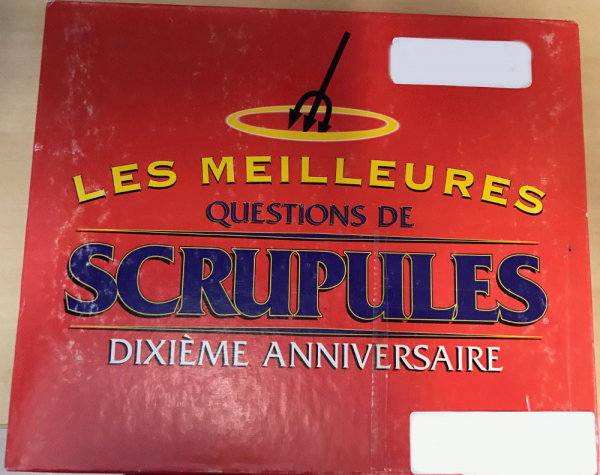 LES MEILLEURES
QUESTIONS DE
SCRUPULES
DIXIÈME ANNIVERSAIRE